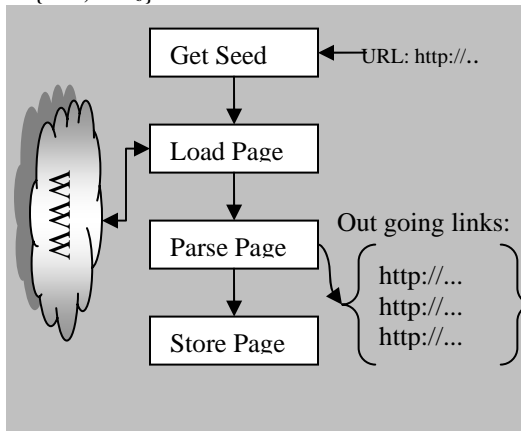 Get Seed
URL: http://..
Load Page
WWW
Parse Page
Out going links:
http://...
http://...
http://...
Store Page